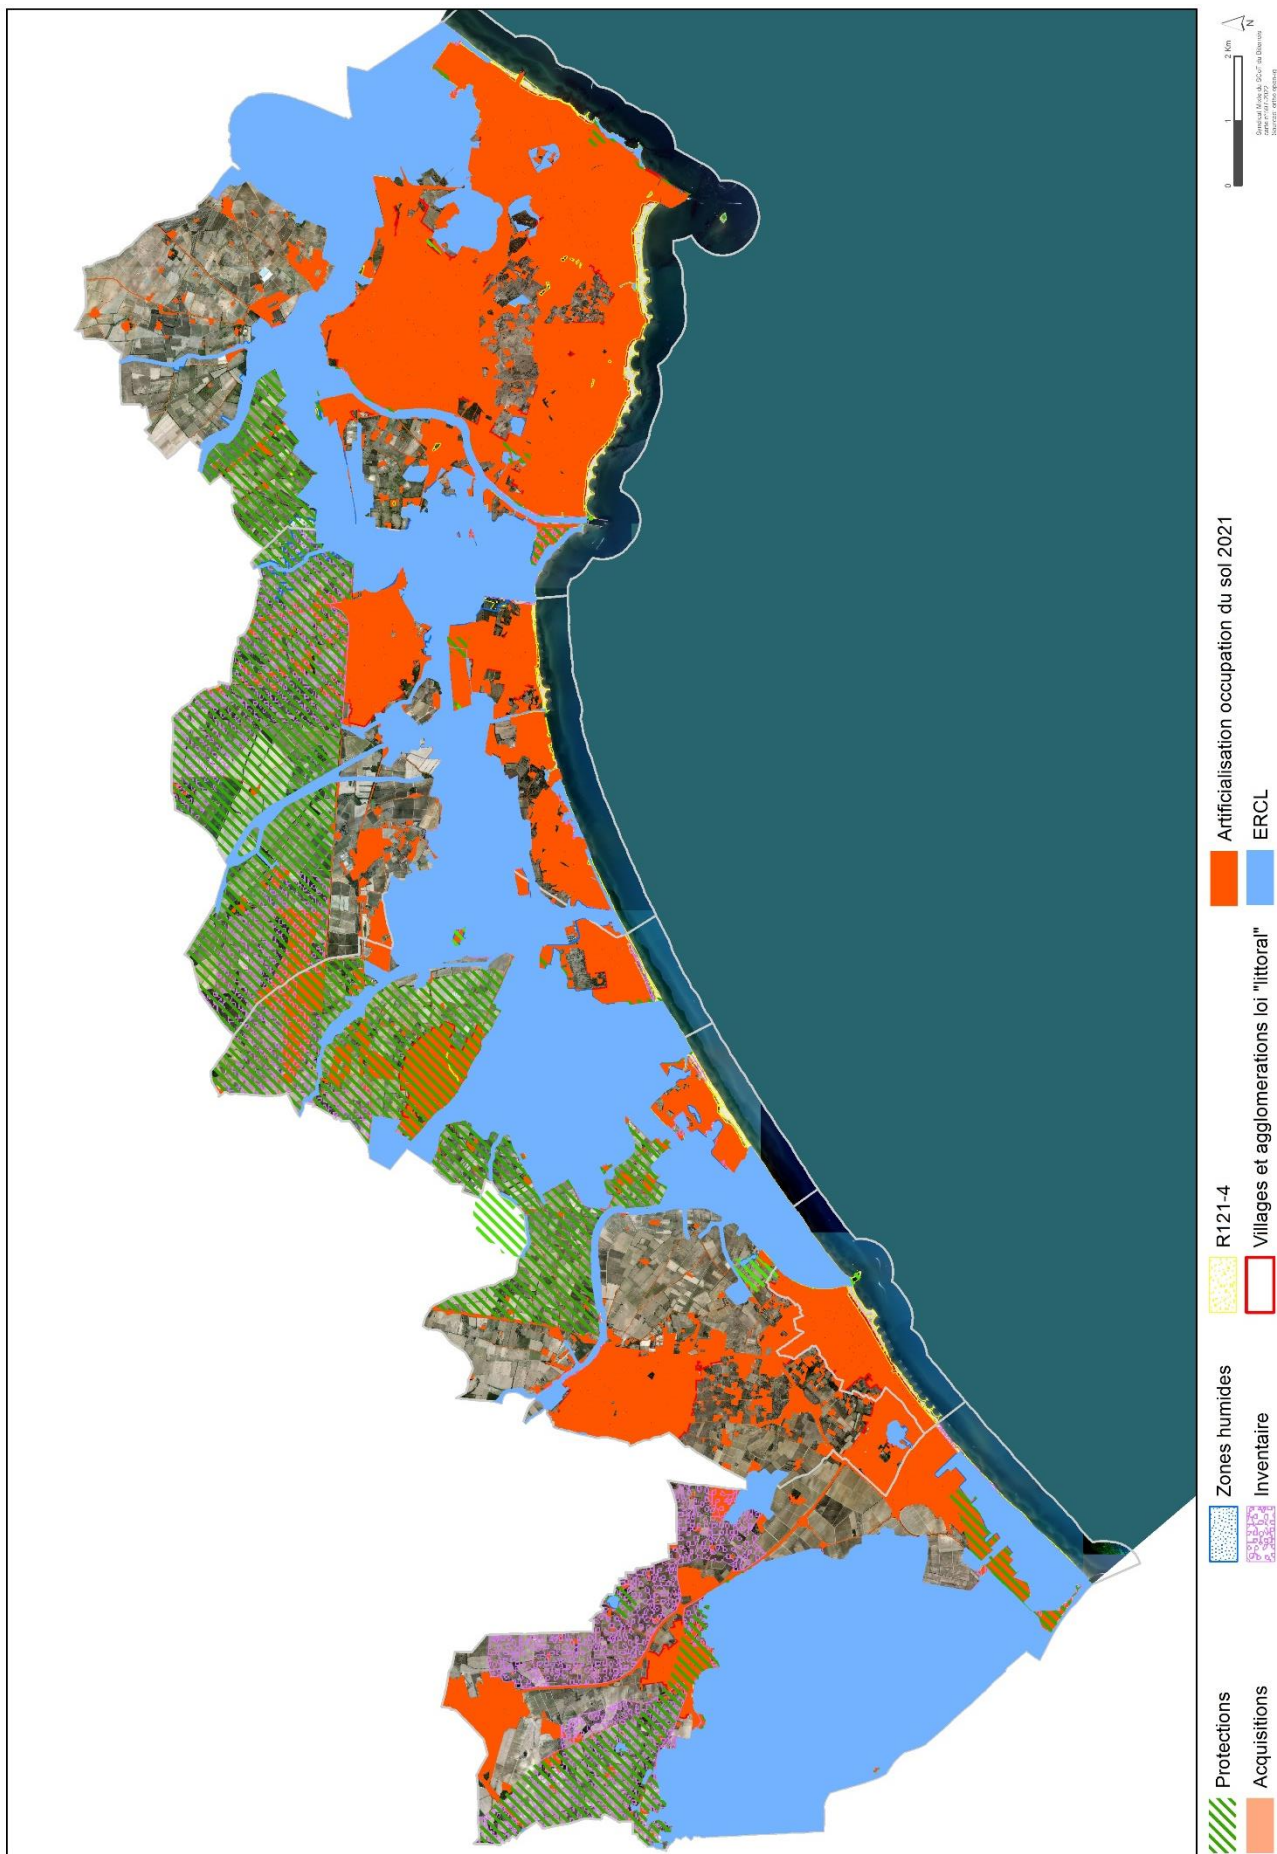 Protections
Zones humides
R121-4
Artificialisation occupation du sol 2021
Acquisitions
Inventaire
Villages et agglomerations loi "littoral"
ERCL
0
1
2 Km
N